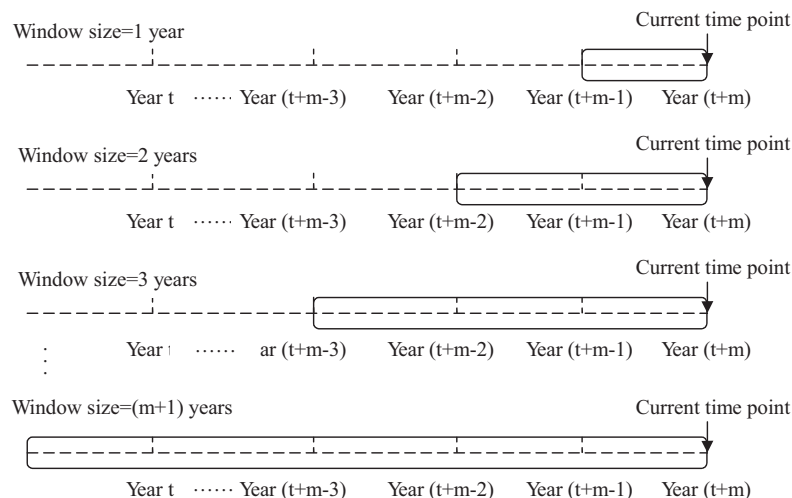 Current time point
Window size=1 year
Year t ...... Year (t+m-3) Year (t+m-2) Year (t+m-1) Year (t+m)
Current time point
Window size=2 years
Year t ...... Year (t+m-3) Year (t+m-2) Year (t+m-1) Year (t+m)
Current time point
Window size=3 years
Year ...... ar (t+m-3) Year (t+m-2) Year (t+m-1) Year (t+m)
Window size=(m+1) years Current time point
Year t ...... Year (t+m-3) Year (t+m-2) Year (t+m-1) Year (t+m)